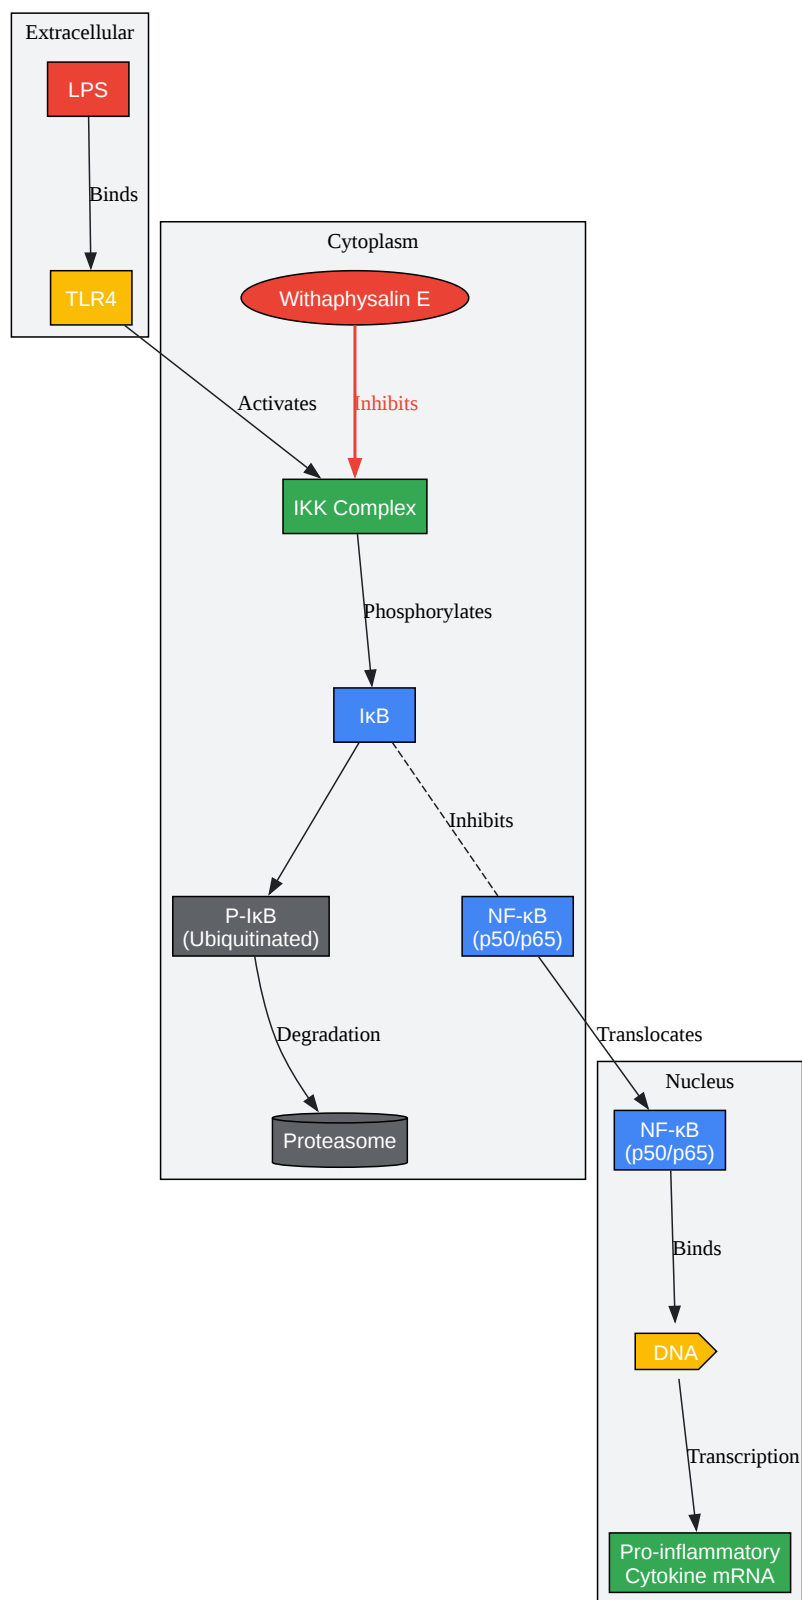 Extracellular
LPS
Binds
TLR4
Cytoplasm
Withaphysalin E
Activates
Inhibits
IKK Complex
Phosphorylates
IκB
Inhibits
P-IκB
(Ubiquitinated)
NF-κB
(p50/p65)
Degradation
Translocates
Proteasome
Nucleus
NF-κB
(p50/p65)
Binds
DNA
Transcription
Pro-inflammatory
Cytokine mRNA